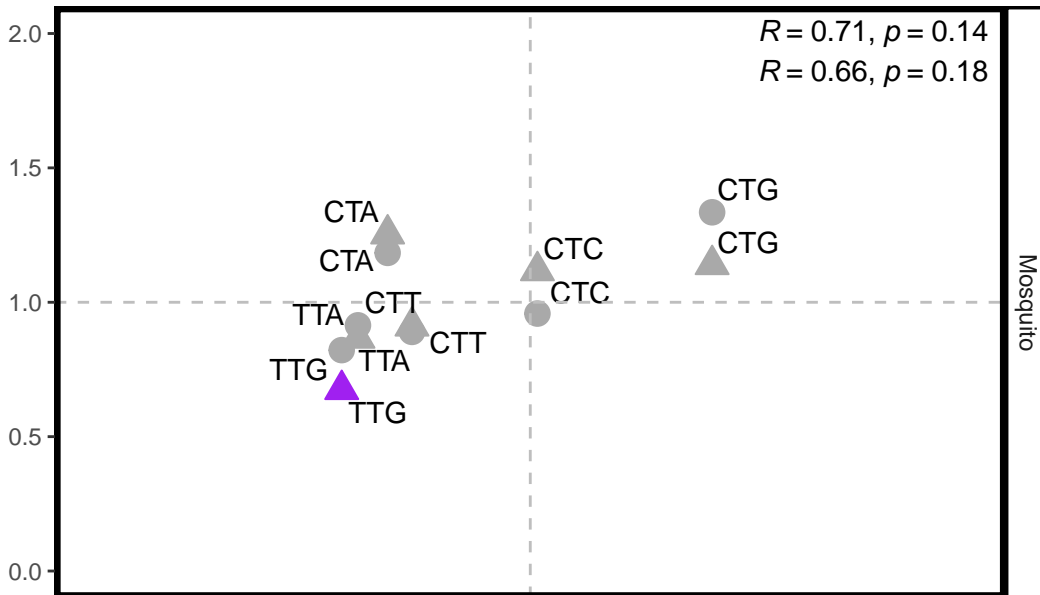 2.0
R = 0.71, p = 0.14
R = 0.66, p = 0.18
1.5
CTG
CTA
CTG
CTC
CTA
CTC
1.0
TTA
CTT
CTT
TTA
TTG
TTG
0.5
0.0
Mosquito